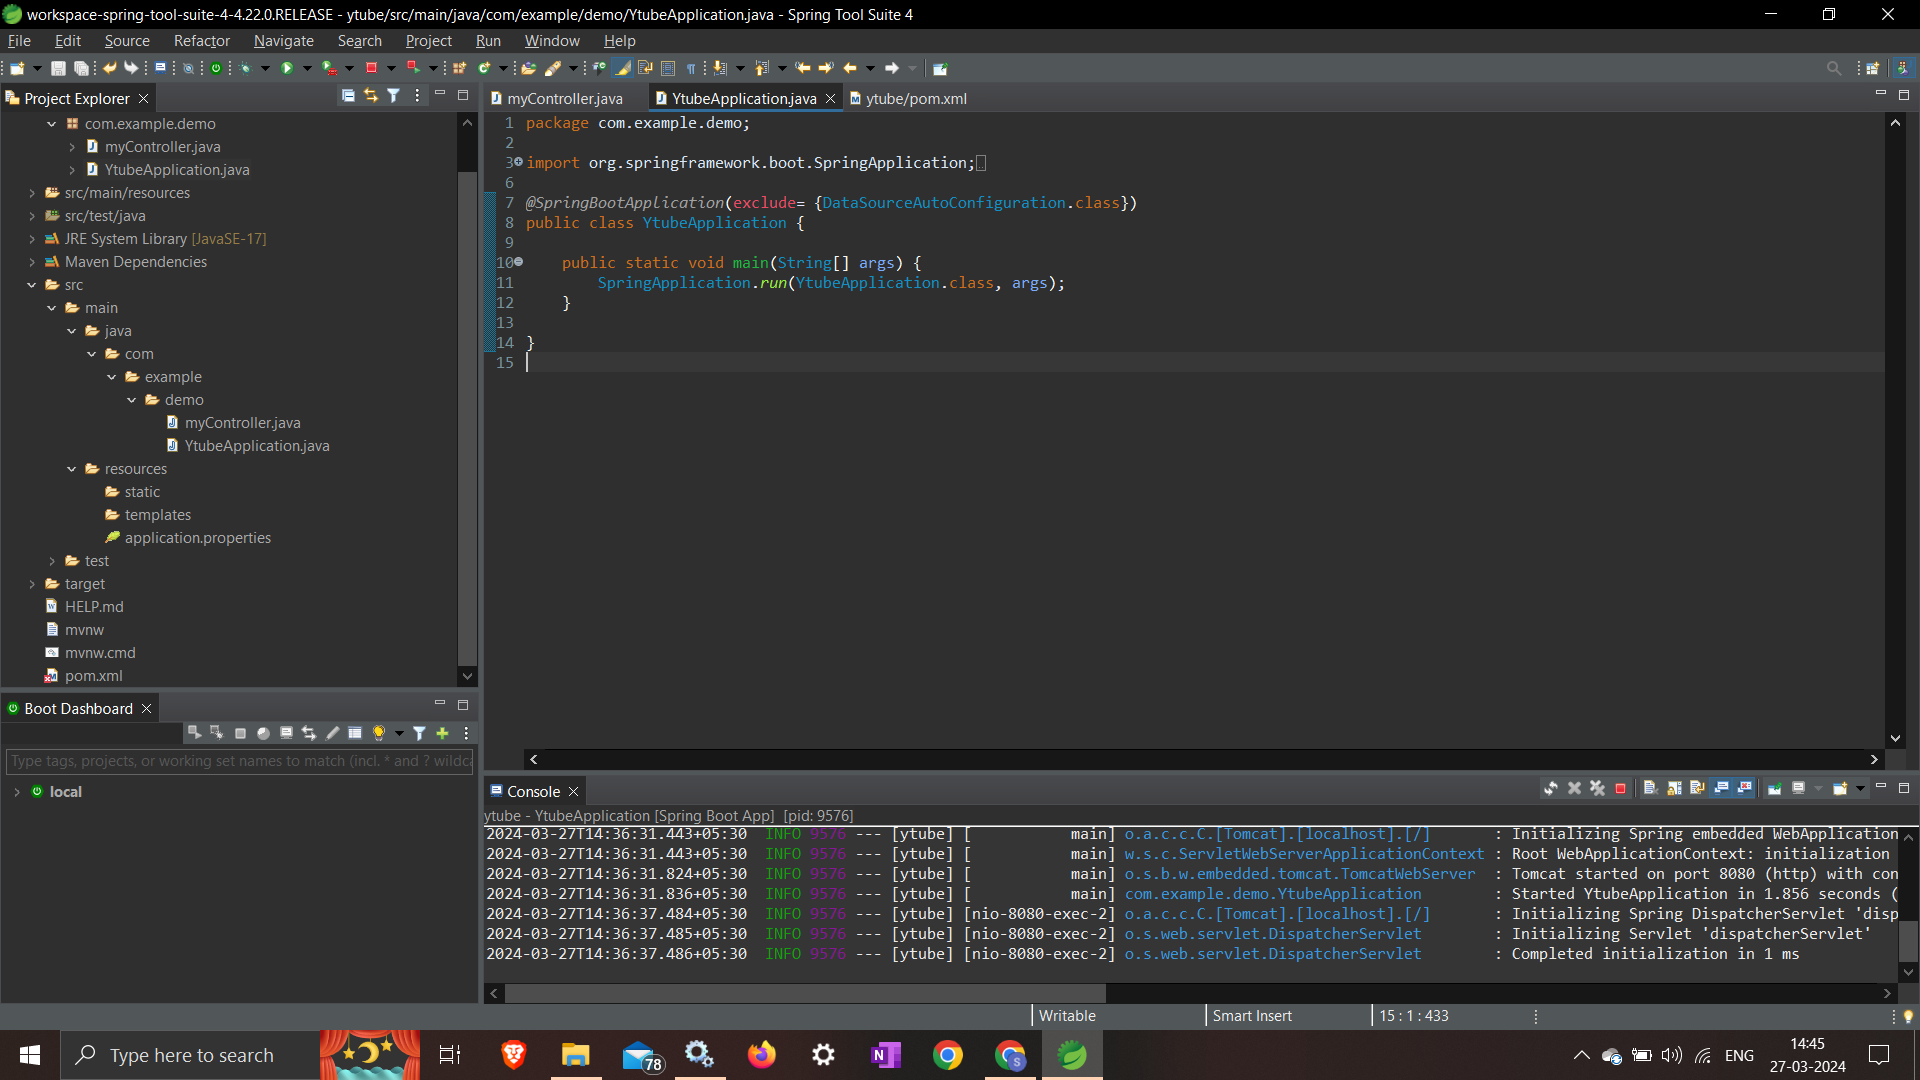 workspace-spring-tool-suite-4-4.22.0.RELEASE - ytube/src/main/java/com/example/demo/YtubeApplication.java - Spring Tool Suite 4
File Edit Source Refactor Navigate Search Project Run Window Help
Project Explorer
com.example.demo
myController.java
YtubeApplication.java
src/main/resources
src/test/java
JRE System Library [JavaSE-17]
Maven Dependencies
src
main
java
com
example
demo
myController.java
YtubeApplication.java
resources
static
templates
application.properties
test
target
HELP.md
mvnw
mvnw.cmd
pom.xml
Boot Dashboard
Type tags, projects, or working set names to match (incl. * and ? wildca
local
myController.java YtubeApplication.java ytube/pom.xml
1 package com.example.demo;
2
3 import org.springframework.boot.SpringApplication;
6
7 @SpringBootApplication(exclude= {DataSourceAutoConfiguration.class})
8 public class YtubeApplication {
9
10 public static void main(String[] args) {
11 SpringApplication.run(YtubeApplication.class, args);
12 }
13
14 }
15
Console
ytube - YtubeApplication [Spring Boot App] [pid: 9576]
2024-03-27T14:36:31.443+05:30 INFO 9576 --- [ytube] [ main] o.a.c.c.C.[Tomcat].[localhost].[/] : Initializing Spring embedded WebApplication
2024-03-27T14:36:31.443+05:30 INFO 9576 --- [ytube] [ main] w.s.c.ServletWebServerApplicationContext : Root WebApplicationContext: initialization
2024-03-27T14:36:31.824+05:30 INFO 9576 --- [ytube] [ main] o.s.b.w.embedded.tomcat.TomcatWebServer : Tomcat started on port 8080 (http) with con
2024-03-27T14:36:31.836+05:30 INFO 9576 --- [ytube] [ main] com.example.demo.YtubeApplication : Started YtubeApplication in 1.856 seconds (
2024-03-27T14:36:37.484+05:30 INFO 9576 --- [ytube] [nio-8080-exec-2] o.a.c.c.C.[Tomcat].[localhost].[/] : Initializing Spring DispatcherServlet 'disp
2024-03-27T14:36:37.485+05:30 INFO 9576 --- [ytube] [nio-8080-exec-2] o.s.web.servlet.DispatcherServlet : Initializing Servlet 'dispatcherServlet'
2024-03-27T14:36:37.486+05:30 INFO 9576 --- [ytube] [nio-8080-exec-2] o.s.web.servlet.DispatcherServlet : Completed initialization in 1 ms
Writable Smart Insert 15 : 1 : 433
Type here to search
78
N
S
ENG
14:45
27-03-2024